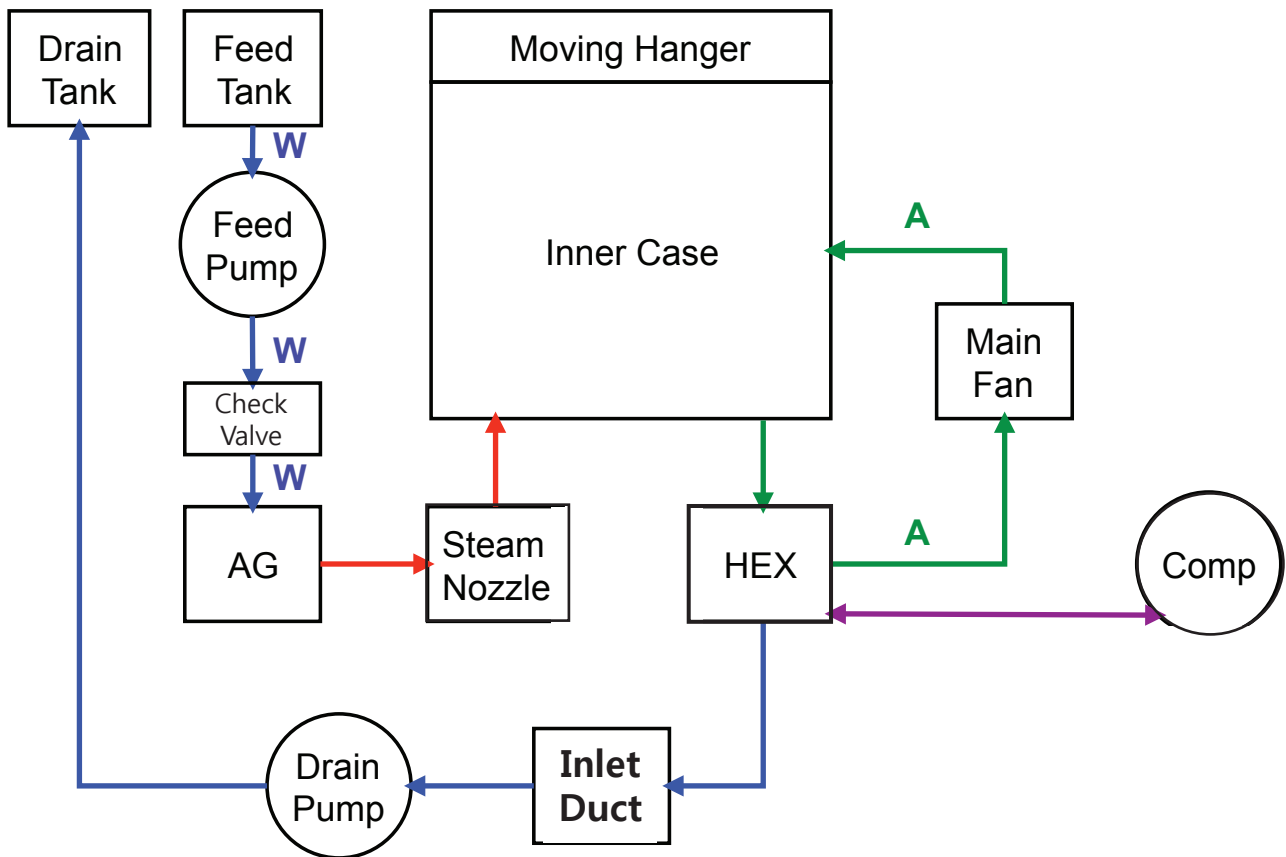 Drain
Tank
Feed
Tank
Moving Hanger
W
Feed
Pump
Inner Case
A
W
Main
Fan
Check
Valve
W
AG
Steam
Nozzle
HEX
A
Comp
Drain
Pump
Inlet
Duct